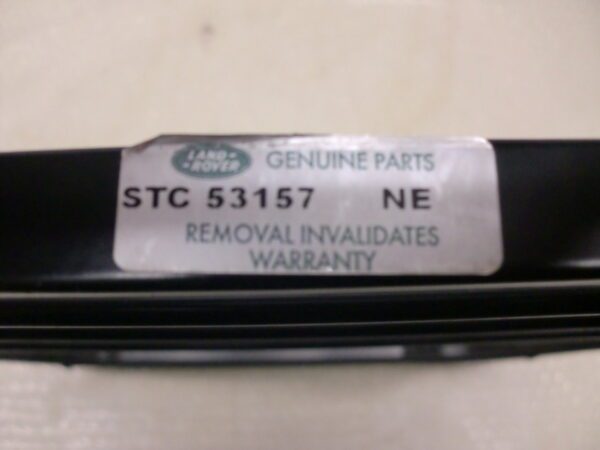 LAND-
-ROVER
GENUINE PARTS
STC 53157 NE
REMOVAL INVALIDATES
WARRANTY